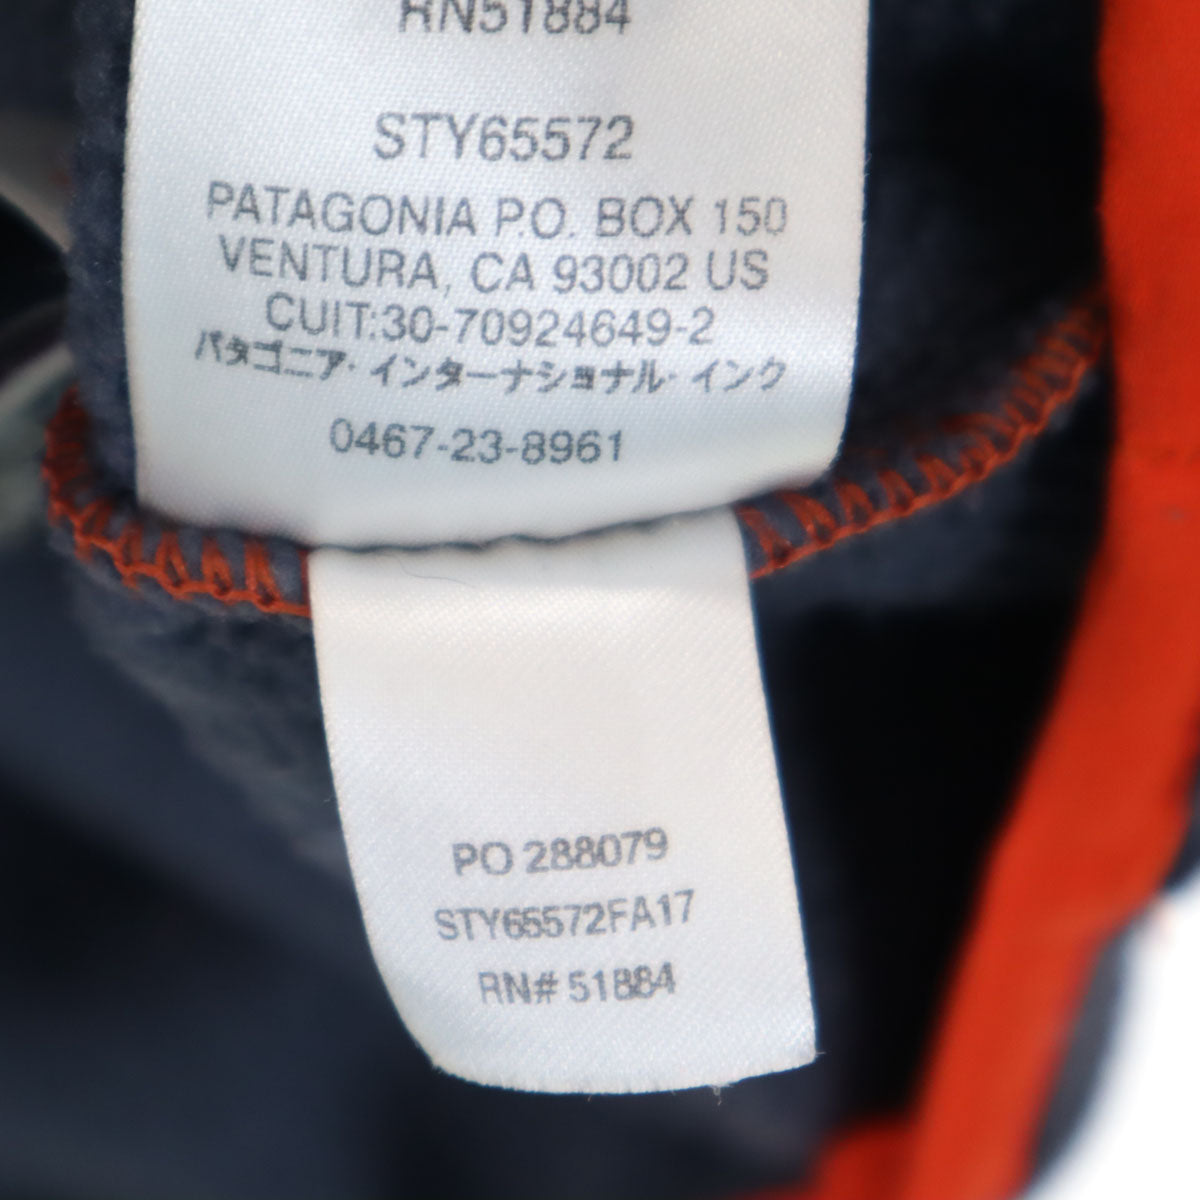 RN51884
STY65572
PATAGONIA P.O. BOX 150
VENTURA, CA 93002 US
CUIT:30-70924649-2
パタゴニア・インターナショナル・インク
0467-23-8961
PO 288079
STY65572FA17
RN# 51884